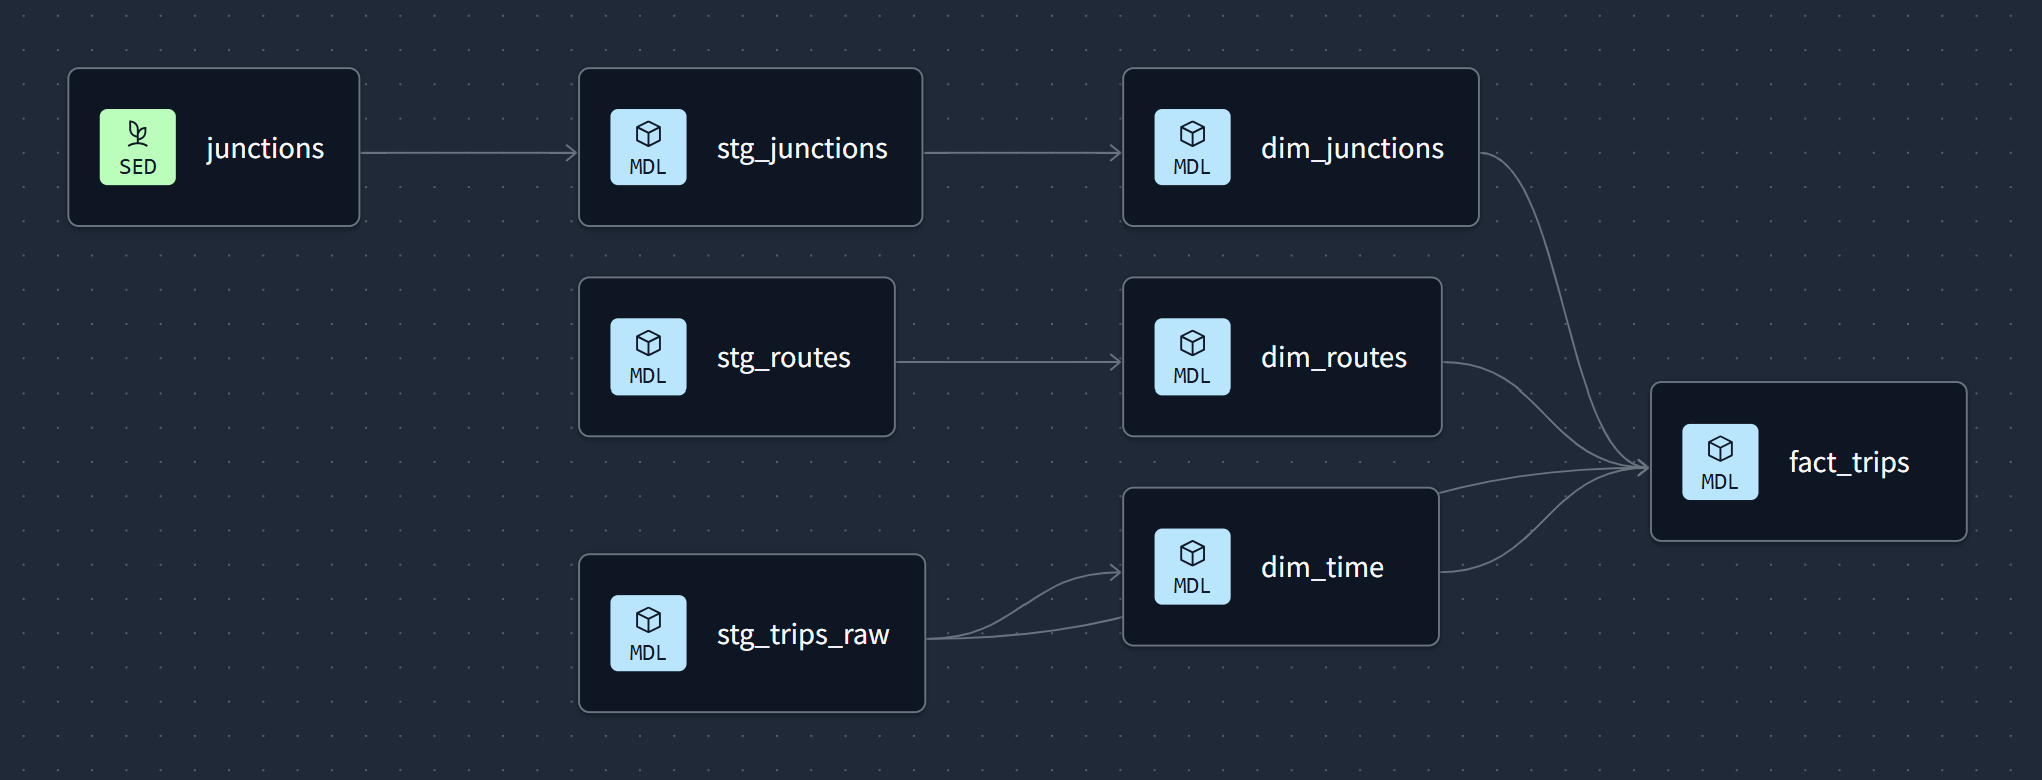 SED
junctions
MDL
stg_junctions
MDL
dim_junctions
MDL
stg_routes
MDL
dim_routes
MDL
fact_trips
MDL
dim_time
MDL
stg_trips_raw